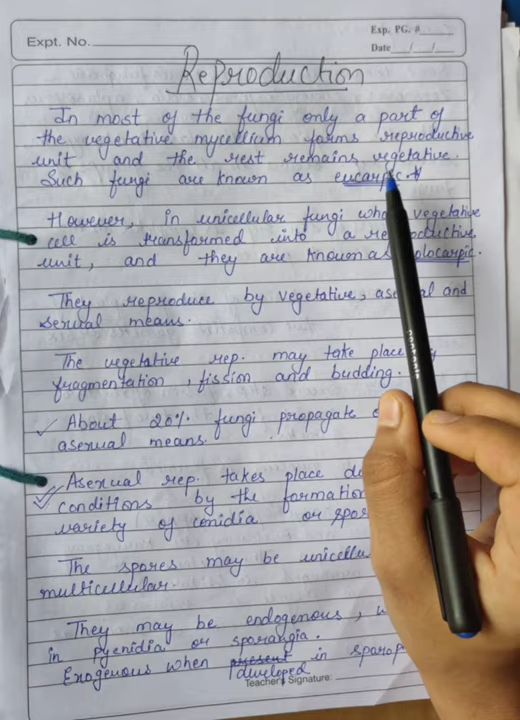 Expt. No.
Exp. PG. #
Date / /
Reproduction
In most of the fungi only a part of
the vegetative mycellium forms reproductive
unit and the rest remains vegetative.
Such fungi are known as eucarpic.
However, in unicellular fungi whole vegetative
cell is transformed into a reproductive
unit, and they are known as holocarpic.
They reproduce by vegetative, asexual and
sexual means.
The vegetative rep. may take place
fragmentation, fission and budding.
About 20% fungi propagate
asexual means.
Asexual rep. takes place
conditions by the formation
variety of conidia or
The spores may be
multicellular.
They may be endogenous,
in pycnidia or sporangia.
Exogenous when present developed in
Teacher's Signature: